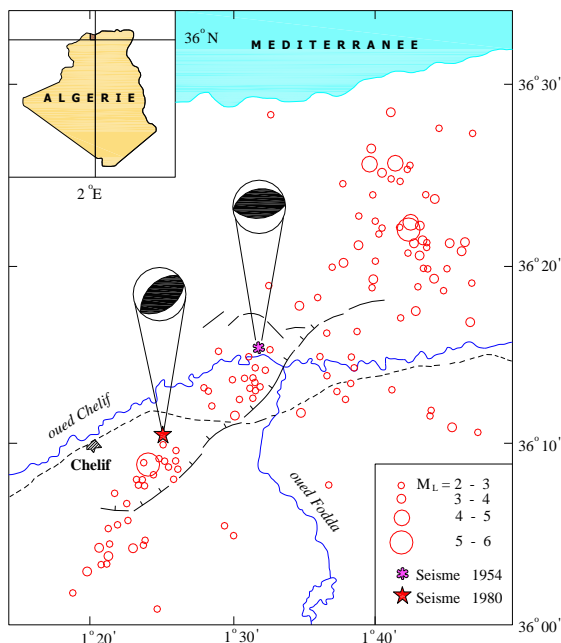 36°N
MEDITERRANEE
ALGERIE
2°E
36°30'
36°20'
36°10'
36°00'
oued Chelif
Chelif
oued Fodda
M_L = 2 - 3
3 - 4
4 - 5
5 - 6
Seisme 1954
Seisme 1980
1°20'
1°30'
1°40'